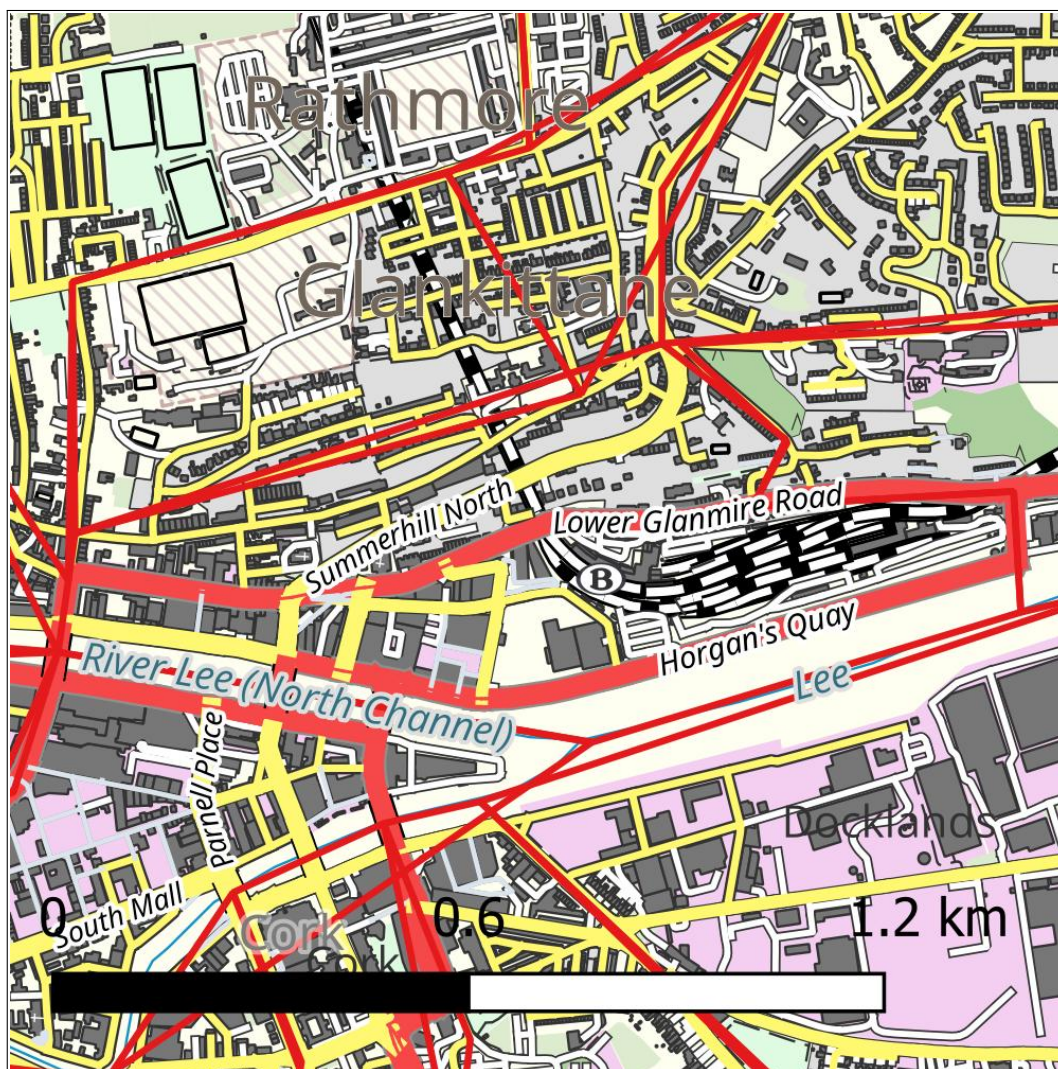 Rathmore
Glankittane
Summerhill North
Lower Glanmire Road
B
Horgan's Quay
River Lee (North Channel)
Lee
Parnell Place
Docklands
South Mall
Cork
Cork
0 0.6 1.2 km